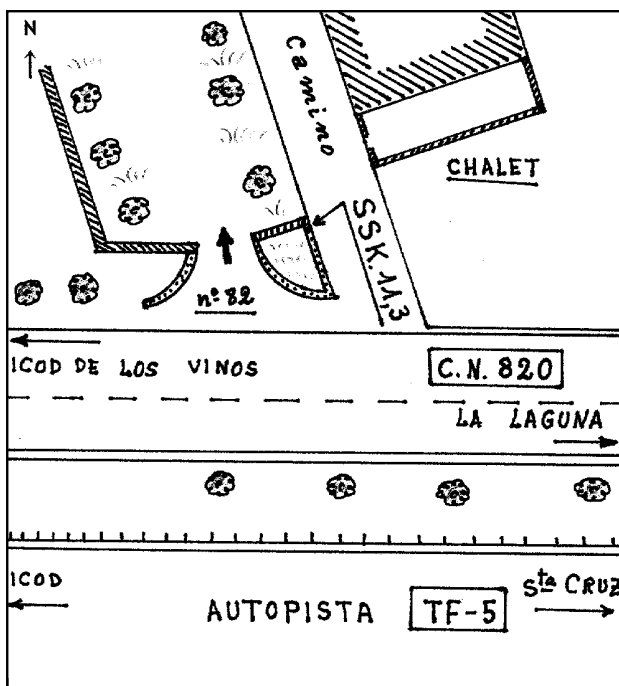 N
Camino
CHALET
SSK.11,3
nº 82
ICOD DE LOS VINOS
C.N. 820
LA LAGUNA
ICOD
Sta CRUZ
AUTOPISTA
TF-5